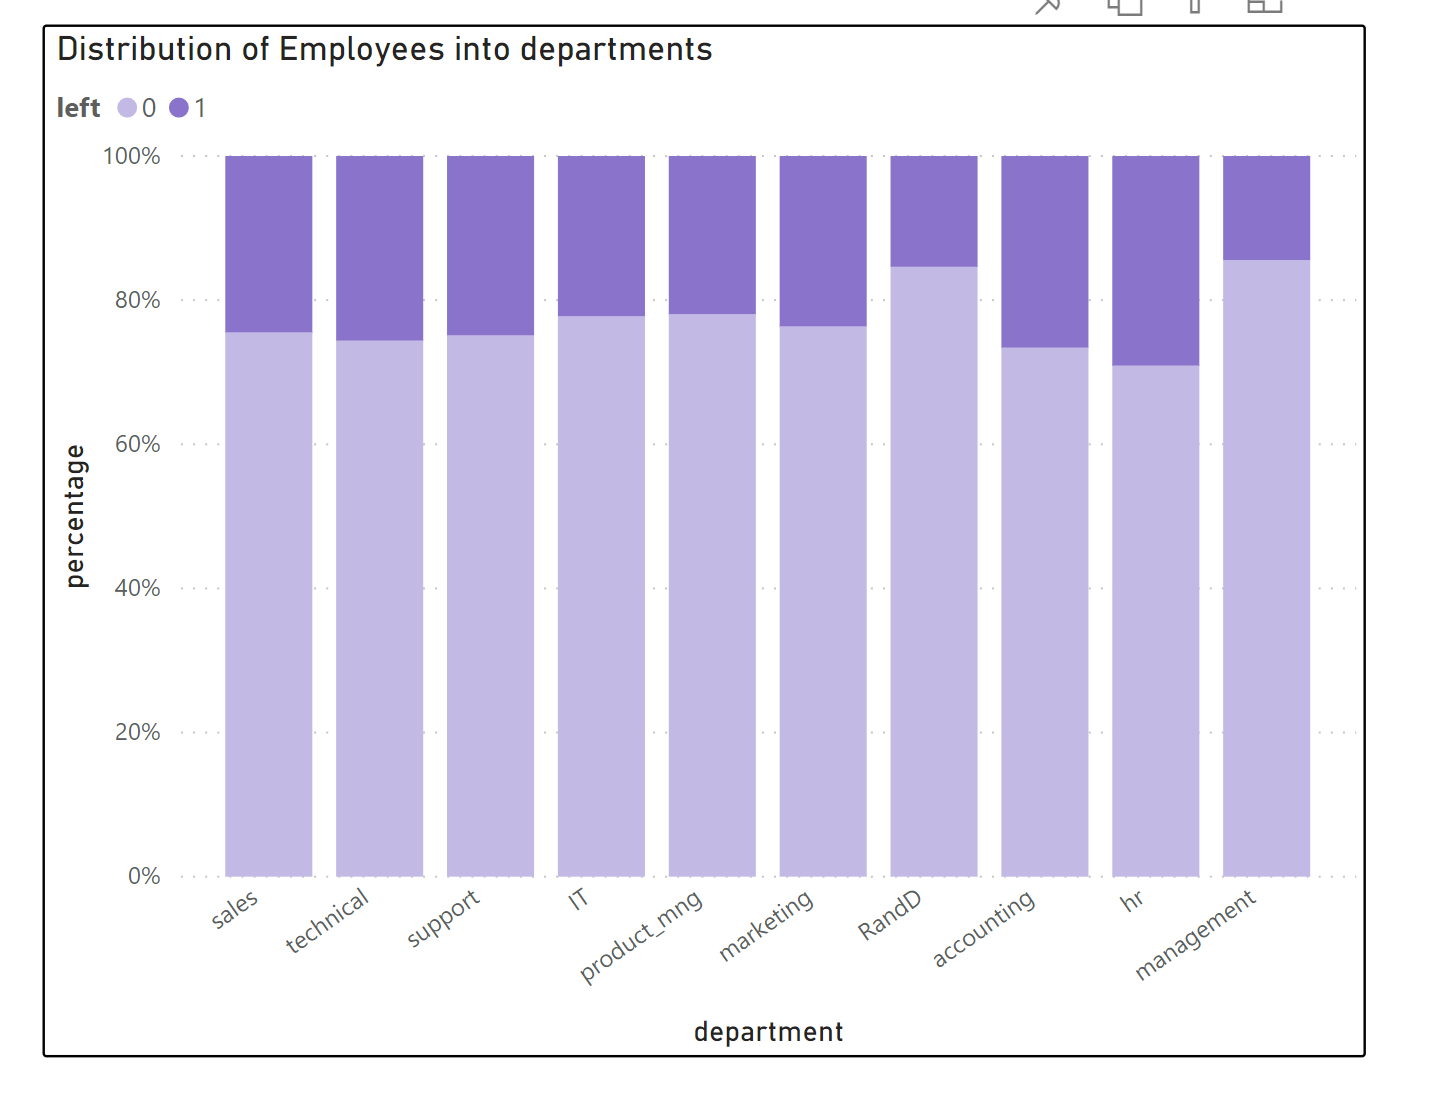 Distribution of Employees into departments
left 0 1
100%
80%
60%
40%
20%
0%
percentage
sales
technical
support
IT
product_mng
marketing
RandD
accounting
hr
management
department